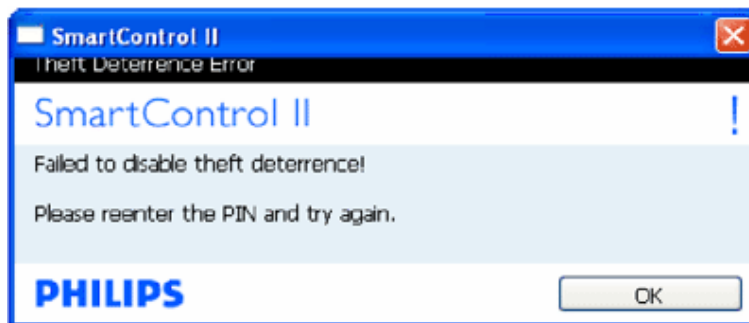 SmartControl II
Theft Deterrence Error
SmartControl II !
Failed to disable theft deterrence!
Please reenter the PIN and try again.
PHILIPS
OK